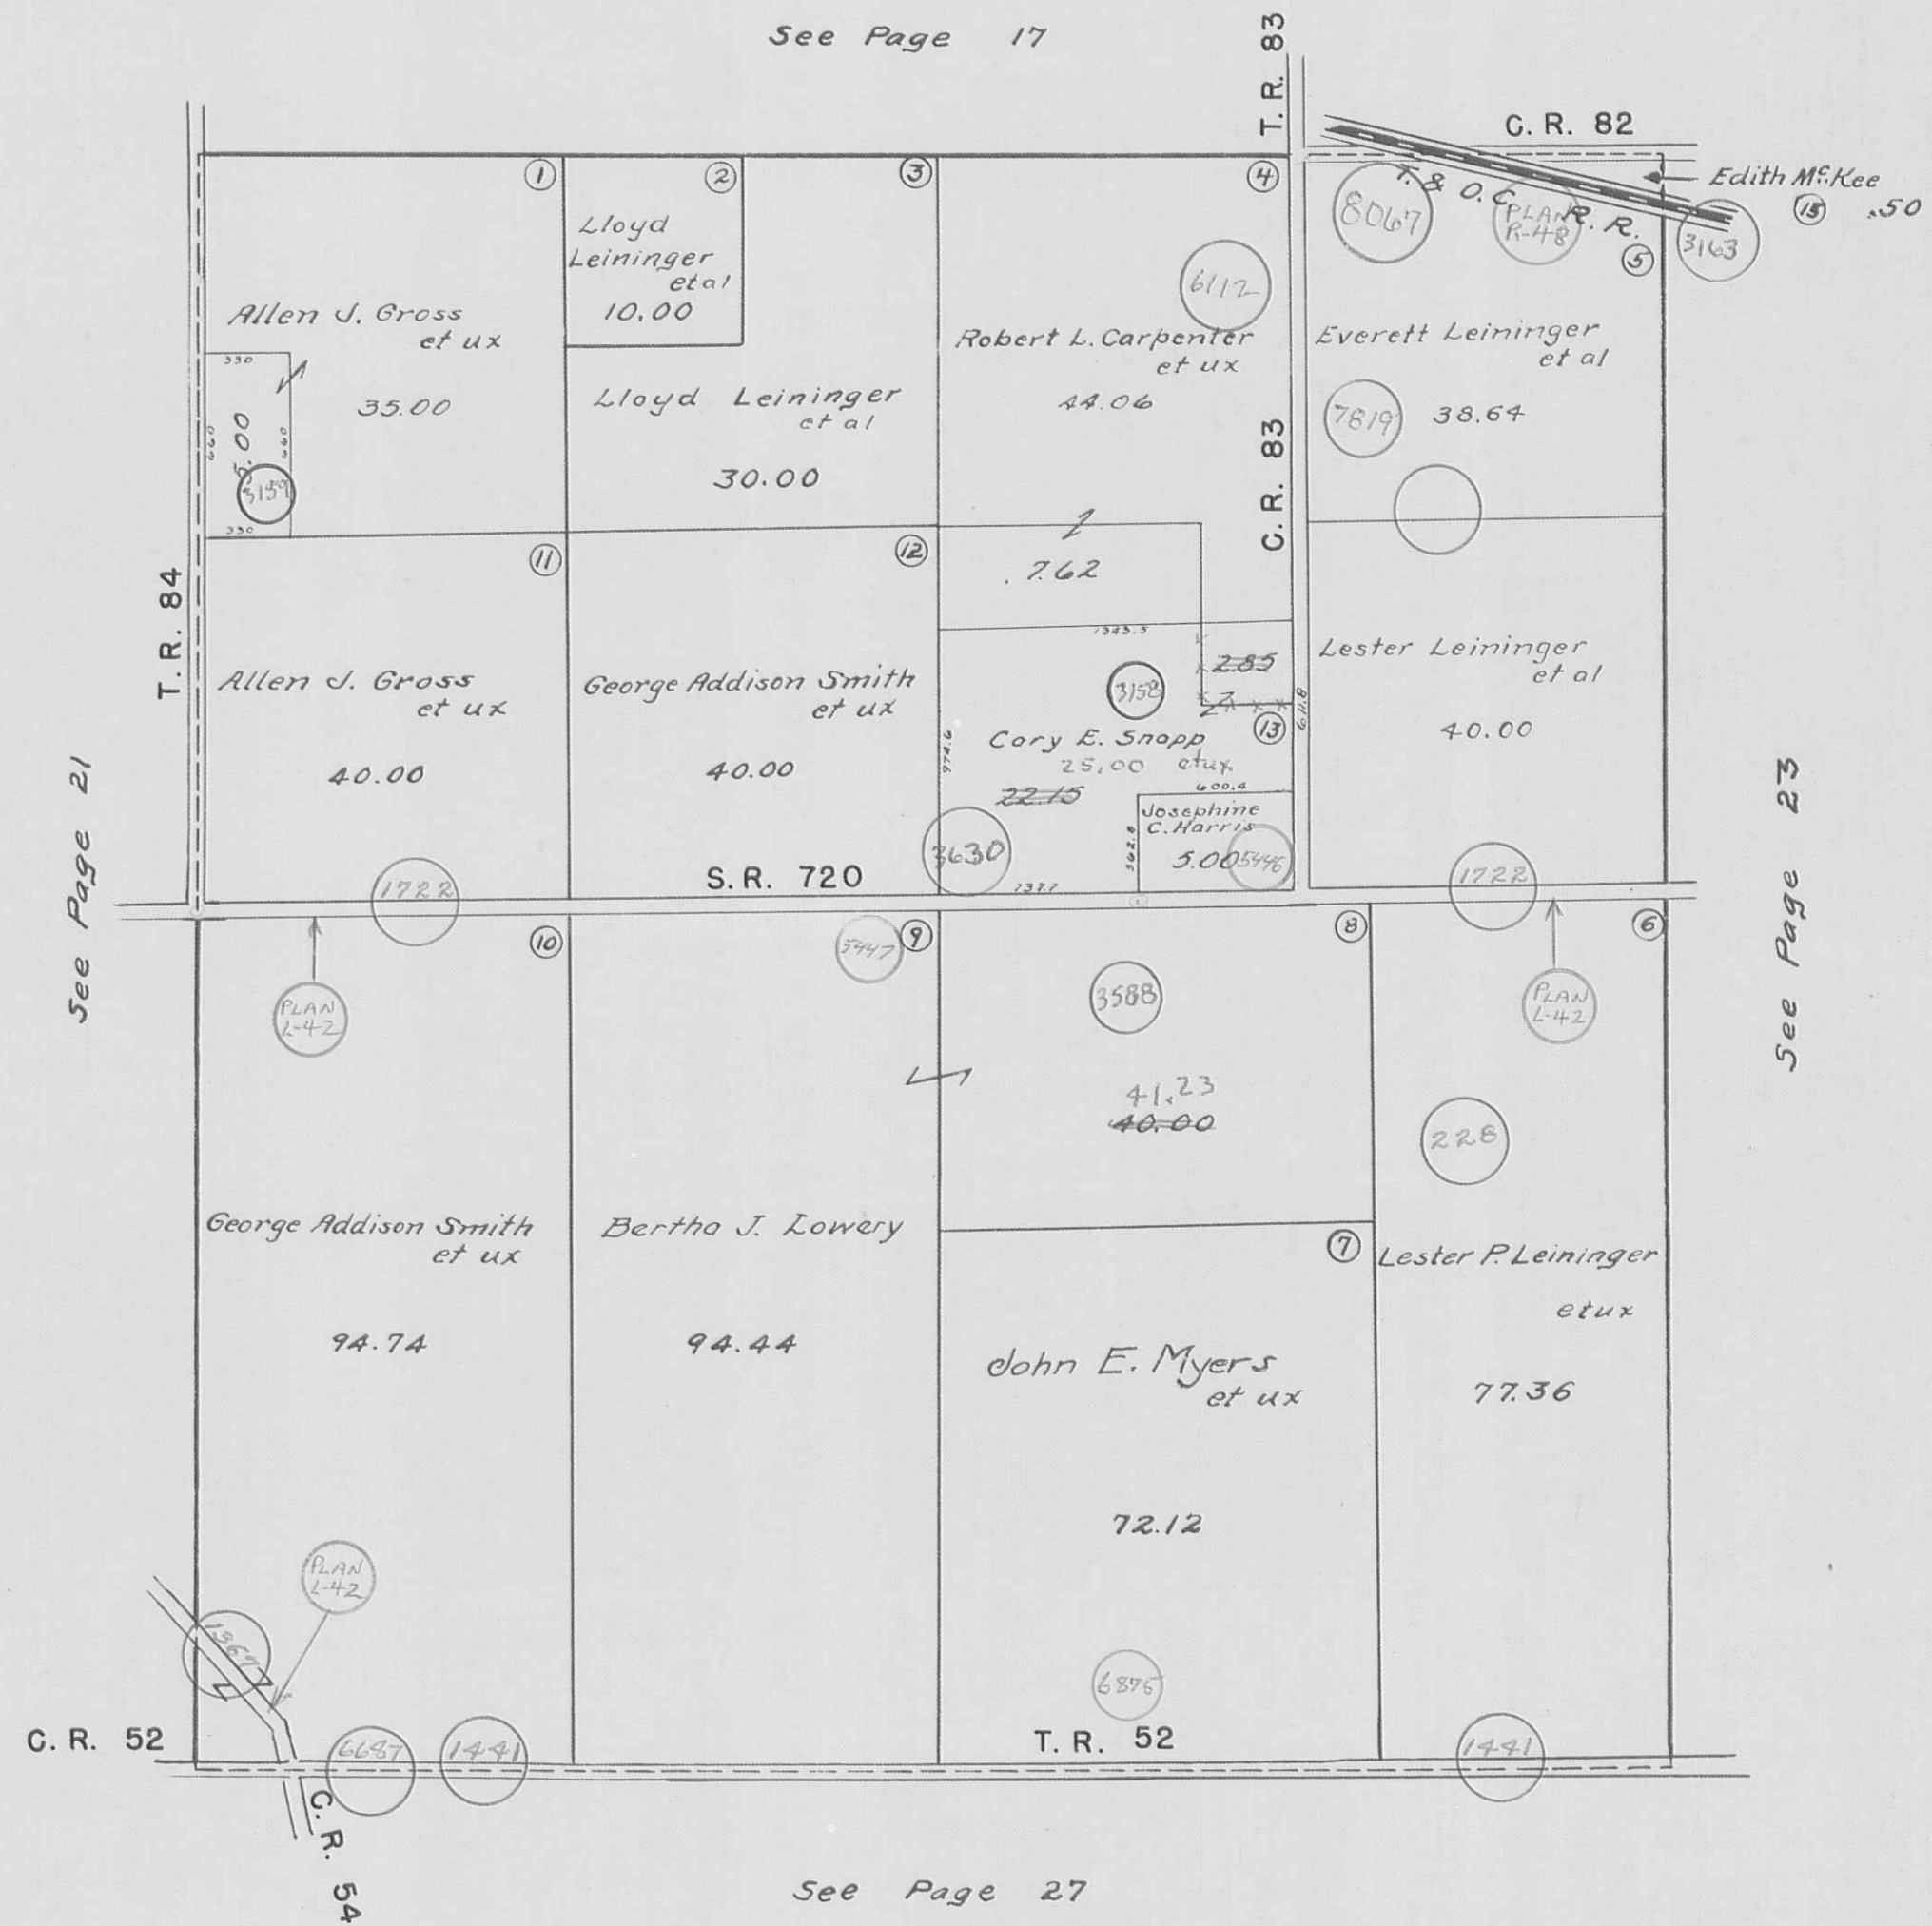 See Page 17
T. R. 83
C. R. 82
Edith McKee
15 .50
T. & O. C. R. R.
8067
PLAN
R-48
3163
5
1
2
3
4
Lloyd
Leininger
et al
10.00
6112
Allen J. Gross
et ux
35.00
330
660
5.00
660
3159
330
Lloyd Leininger
et al
30.00
Robert L. Carpenter
et ux
44.06
C. R. 83
Everett Leininger
et al
7819
38.64
T. R. 84
11
12
7.62
1343.5
2.85
3158
13
611.8
Allen J. Gross
et ux
40.00
George Addison Smith
et ux
40.00
974.6
Cary E. Snapp
25.00 etux
22.15
600.4
Josephine
C. Harris
362.8
5.00
5446
Lester Leininger
et al
40.00
See Page 21
See Page 23
1722
S. R. 720
3630
1722
10
5447
9
8
6
PLAN
L-42
3588
PLAN
L-42
41.23
40.00
228
George Addison Smith
et ux
94.74
Bertha J. Lowery
94.44
7
John E. Myers
et ux
72.12
Lester P. Leininger
etux
77.36
PLAN
L-42
1367
6876
C. R. 52
6687
1441
T. R. 52
1441
C. R. 54
See Page 27